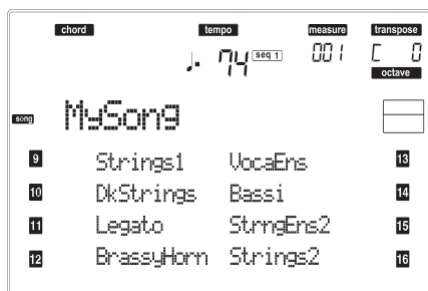 chord tempo measure transpose
♩. 74 seq 1 001 C 0
octave
song MySong
9 Strings1 VocaEns 13
10 DkStrings Bassi 14
11 Legato StrngEns2 15
12 BrassyHorn Strings2 16